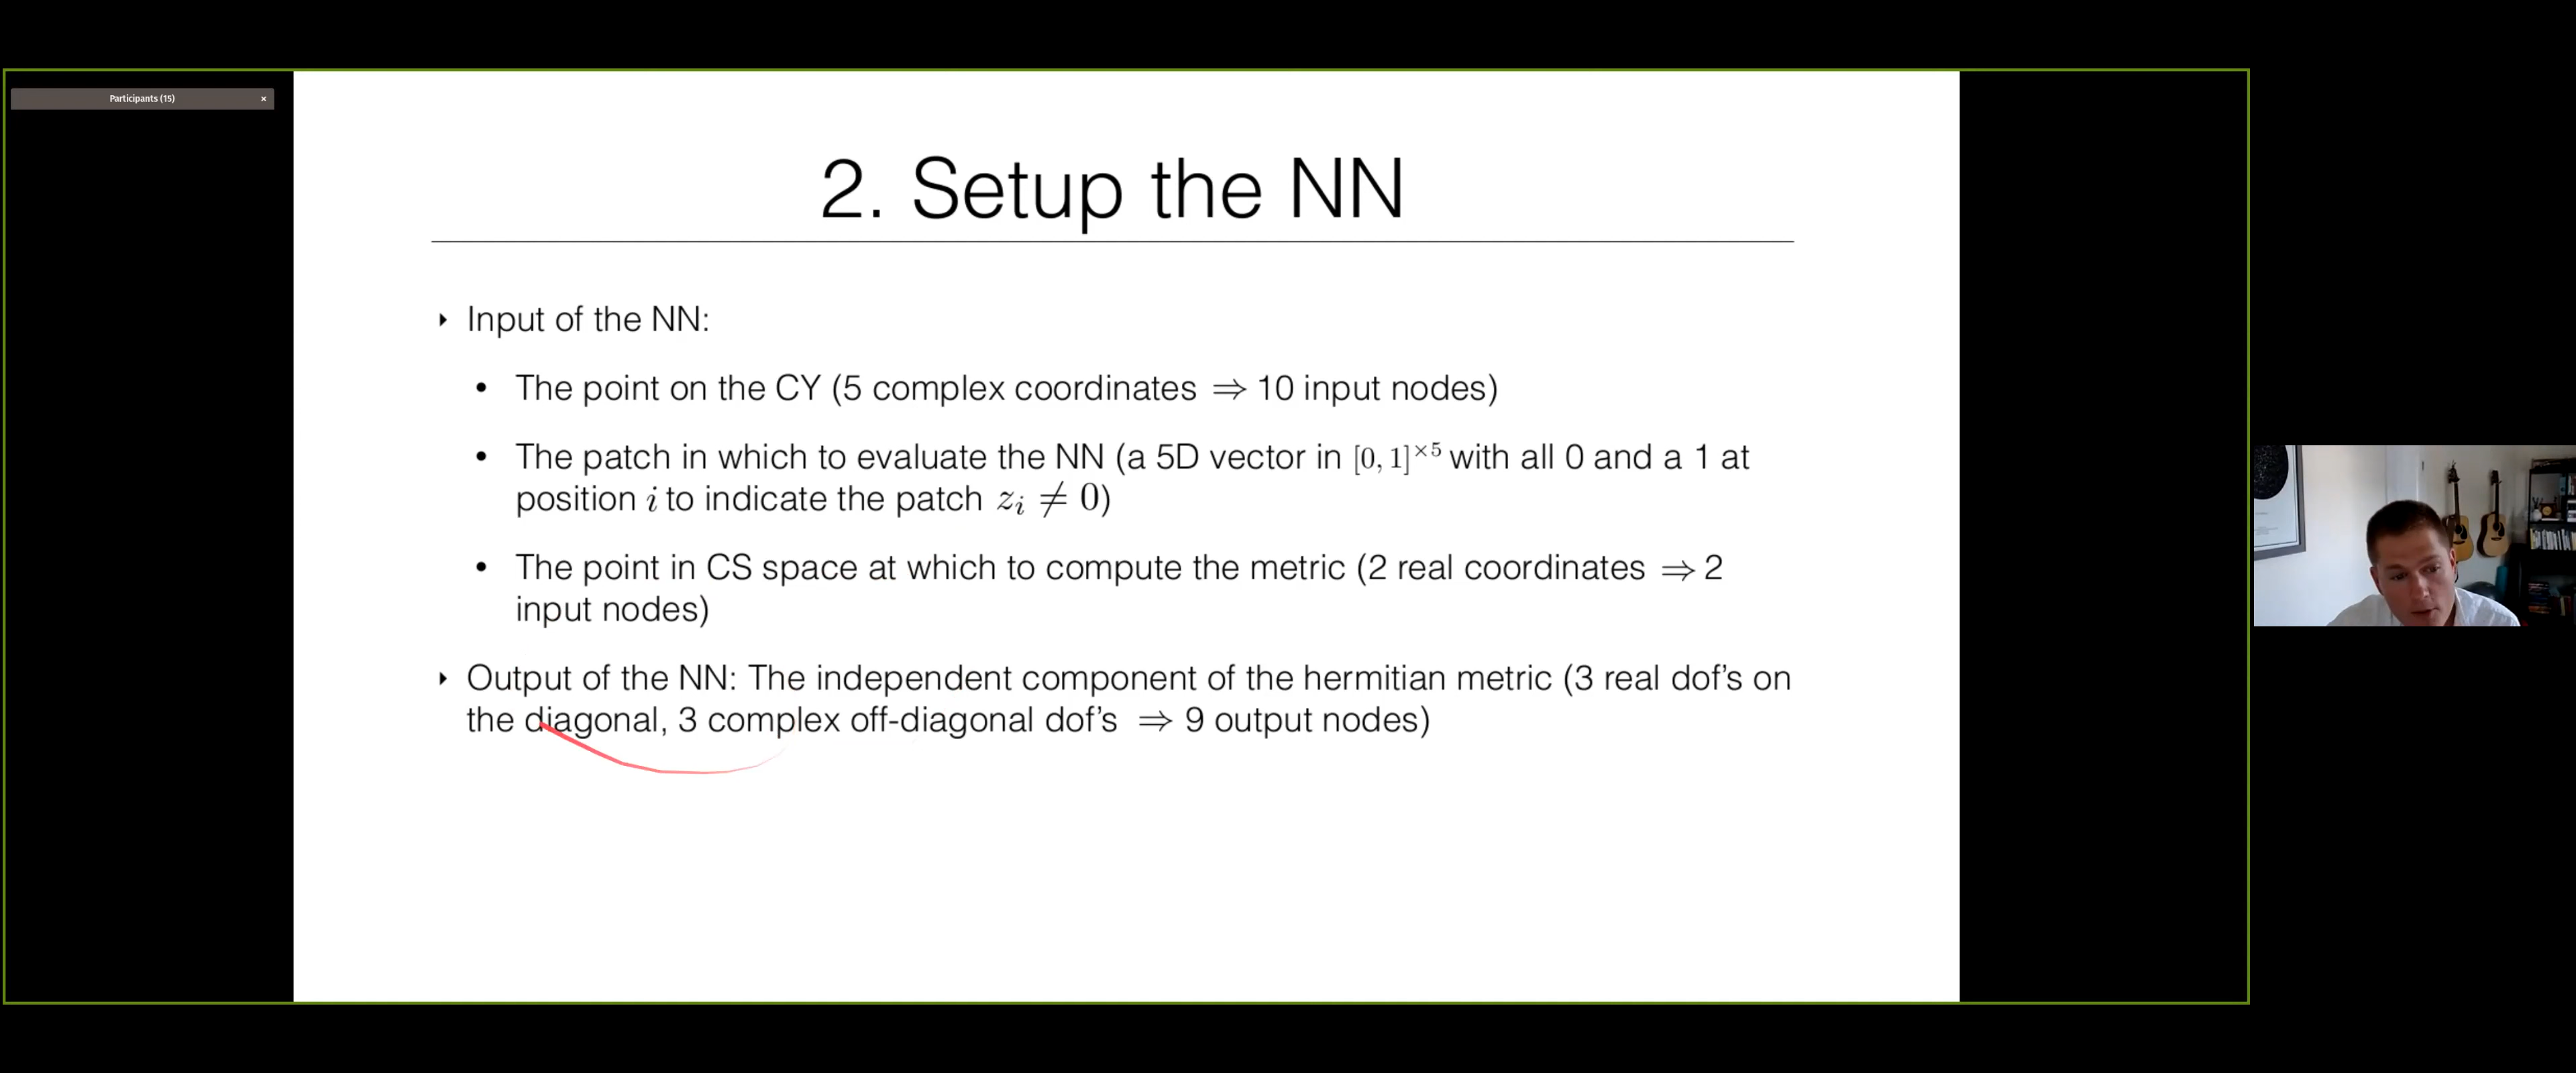 Participants (15)
×
2. Setup the NN
‣ Input of the NN:
• The point on the CY (5 complex coordinates ⇒ 10 input nodes)
• The patch in which to evaluate the NN (a 5D vector in [0, 1]×5 with all 0 and a 1 at
position i to indicate the patch zᵢ ≠ 0)
• The point in CS space at which to compute the metric (2 real coordinates ⇒ 2
input nodes)
‣ Output of the NN: The independent component of the hermitian metric (3 real dof's on
the diagonal, 3 complex off-diagonal dof's ⇒ 9 output nodes)